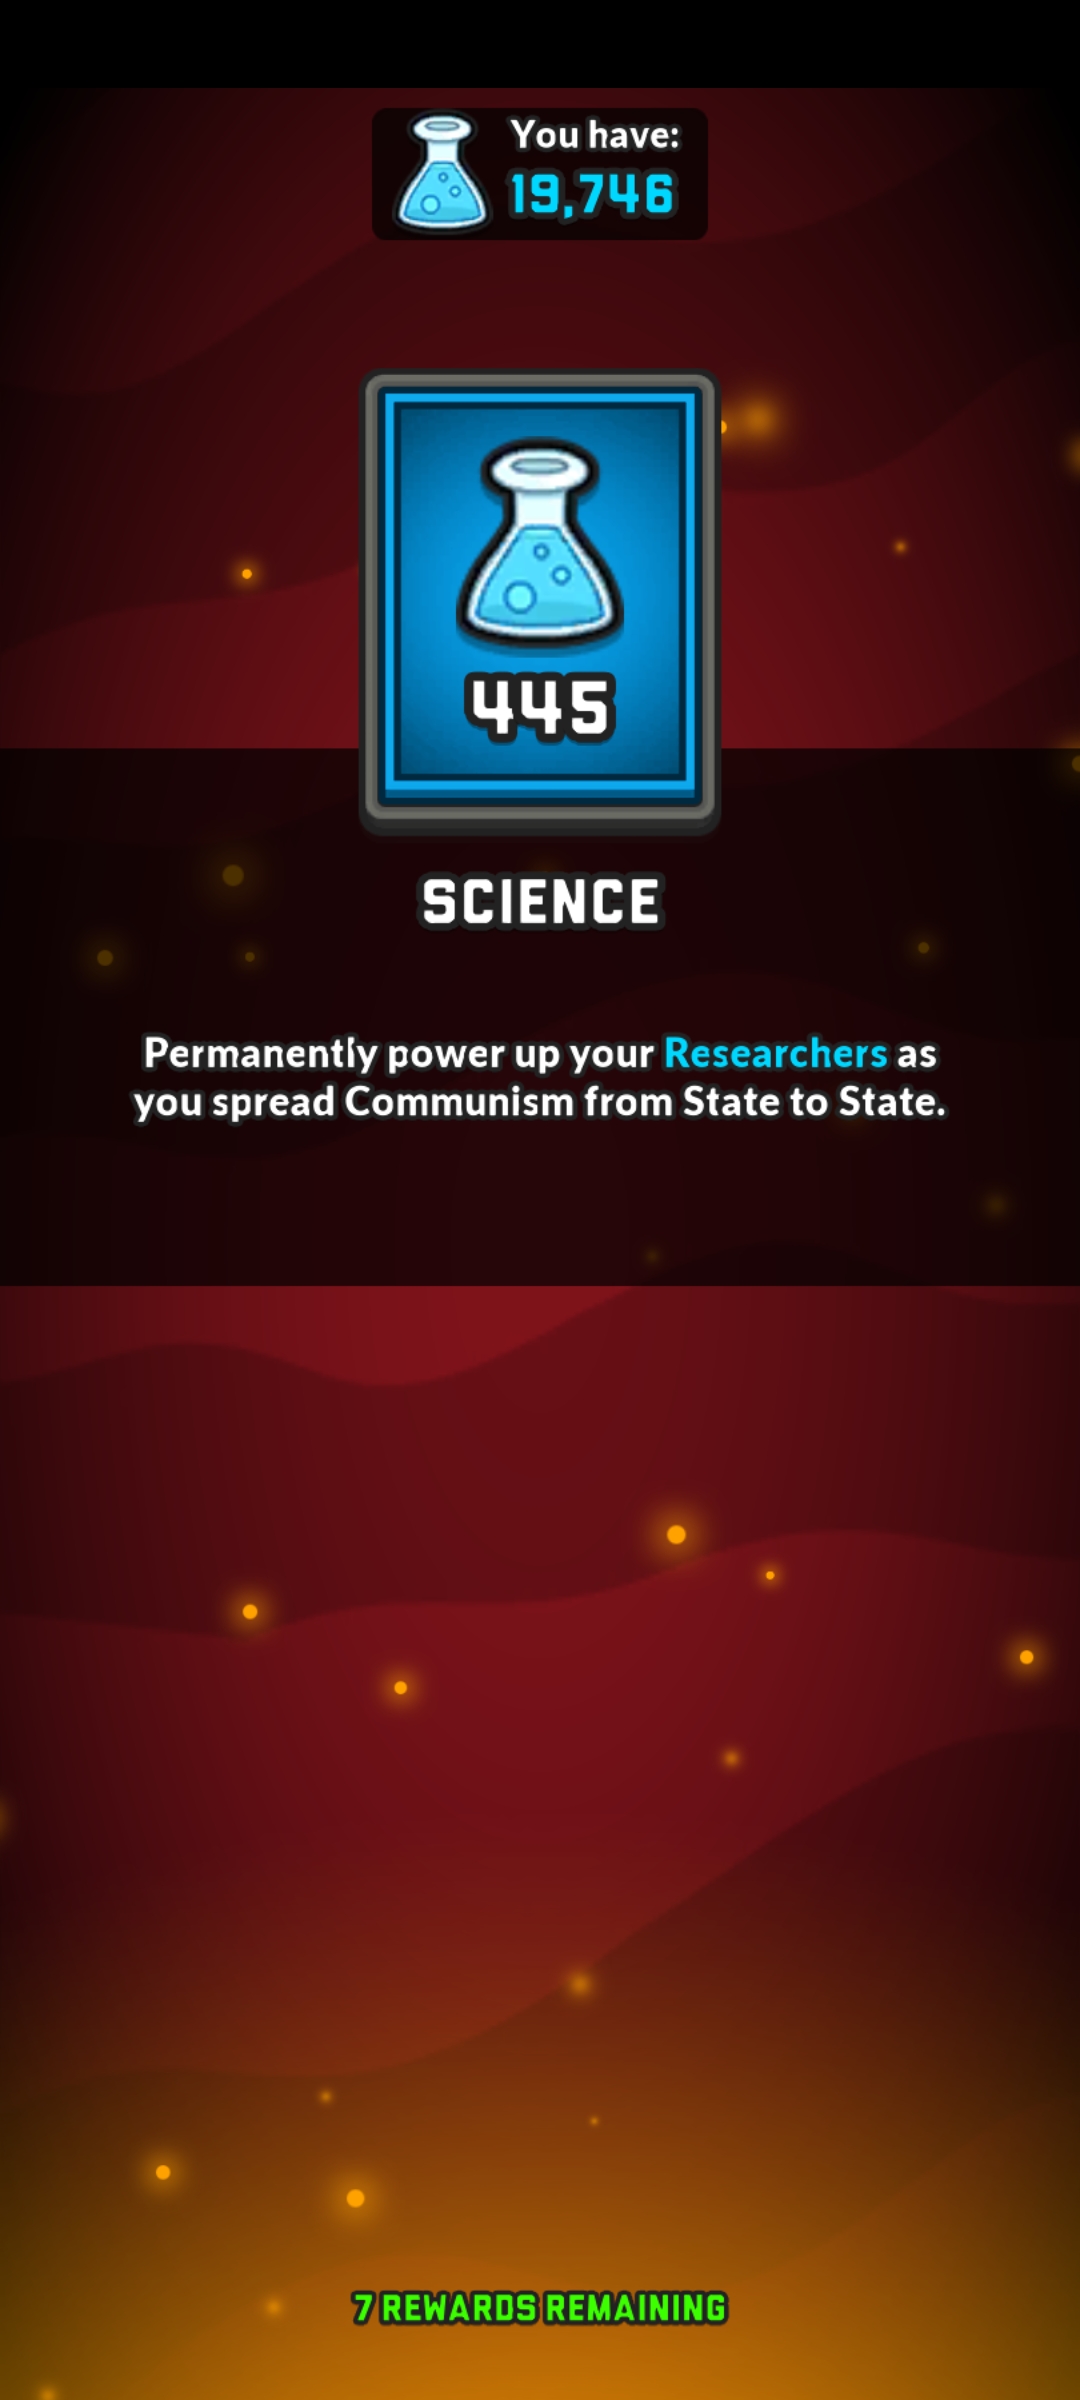 You have:
19,746
445
SCIENCE
Permanently power up your Researchers as
you spread Communism from State to State.
7 REWARDS REMAINING